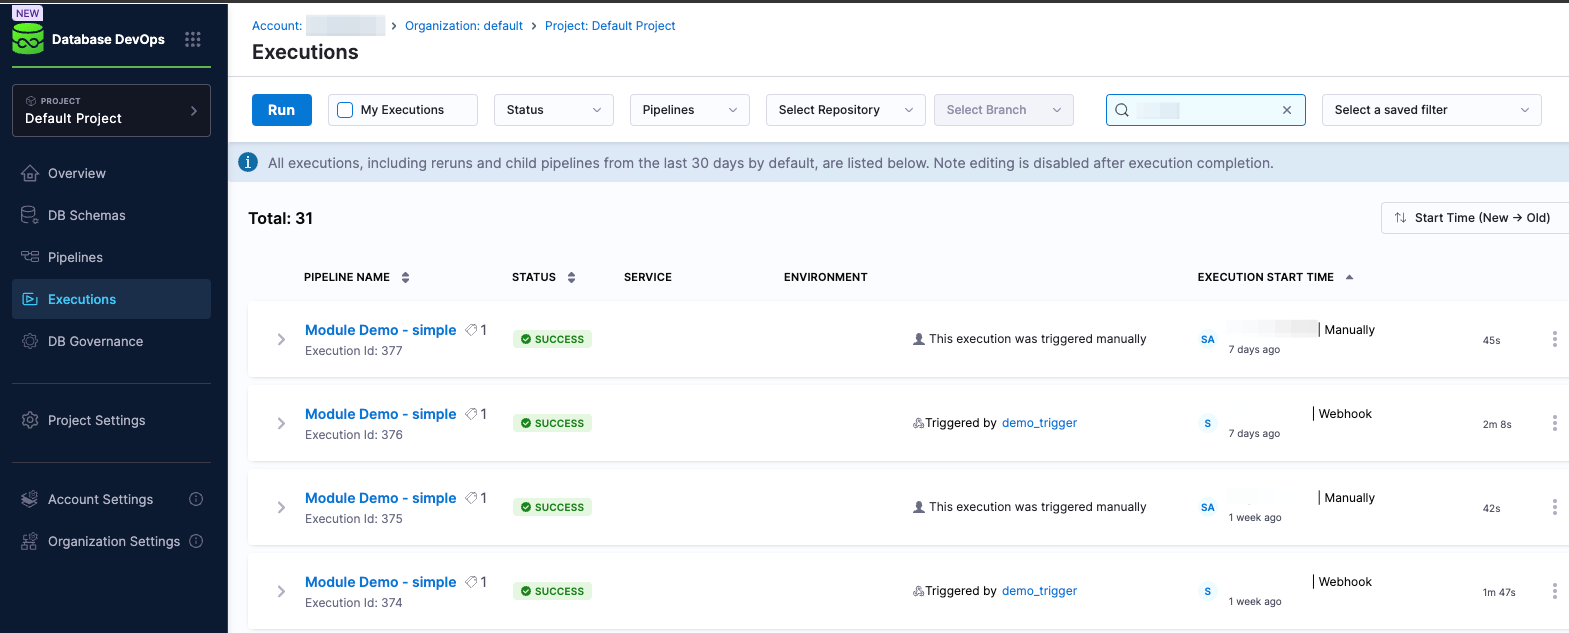 NEW
Database DevOps
PROJECT
Default Project
Overview
DB Schemas
Pipelines
Executions
DB Governance
Project Settings
Account Settings
Organization Settings
Account: > Organization: default > Project: Default Project
Executions
Run My Executions Status Pipelines Select Repository Select Branch Select a saved filter
All executions, including reruns and child pipelines from the last 30 days by default, are listed below. Note editing is disabled after execution completion.
Total: 31
Start Time (New → Old)
PIPELINE NAME STATUS SERVICE ENVIRONMENT EXECUTION START TIME
Module Demo - simple 1
Execution Id: 377
SUCCESS
This execution was triggered manually
SA
| Manually
7 days ago
45s
Module Demo - simple 1
Execution Id: 376
SUCCESS
Triggered by demo_trigger
S
| Webhook
7 days ago
2m 8s
Module Demo - simple 1
Execution Id: 375
SUCCESS
This execution was triggered manually
SA
| Manually
1 week ago
42s
Module Demo - simple 1
Execution Id: 374
SUCCESS
Triggered by demo_trigger
S
| Webhook
1 week ago
1m 47s